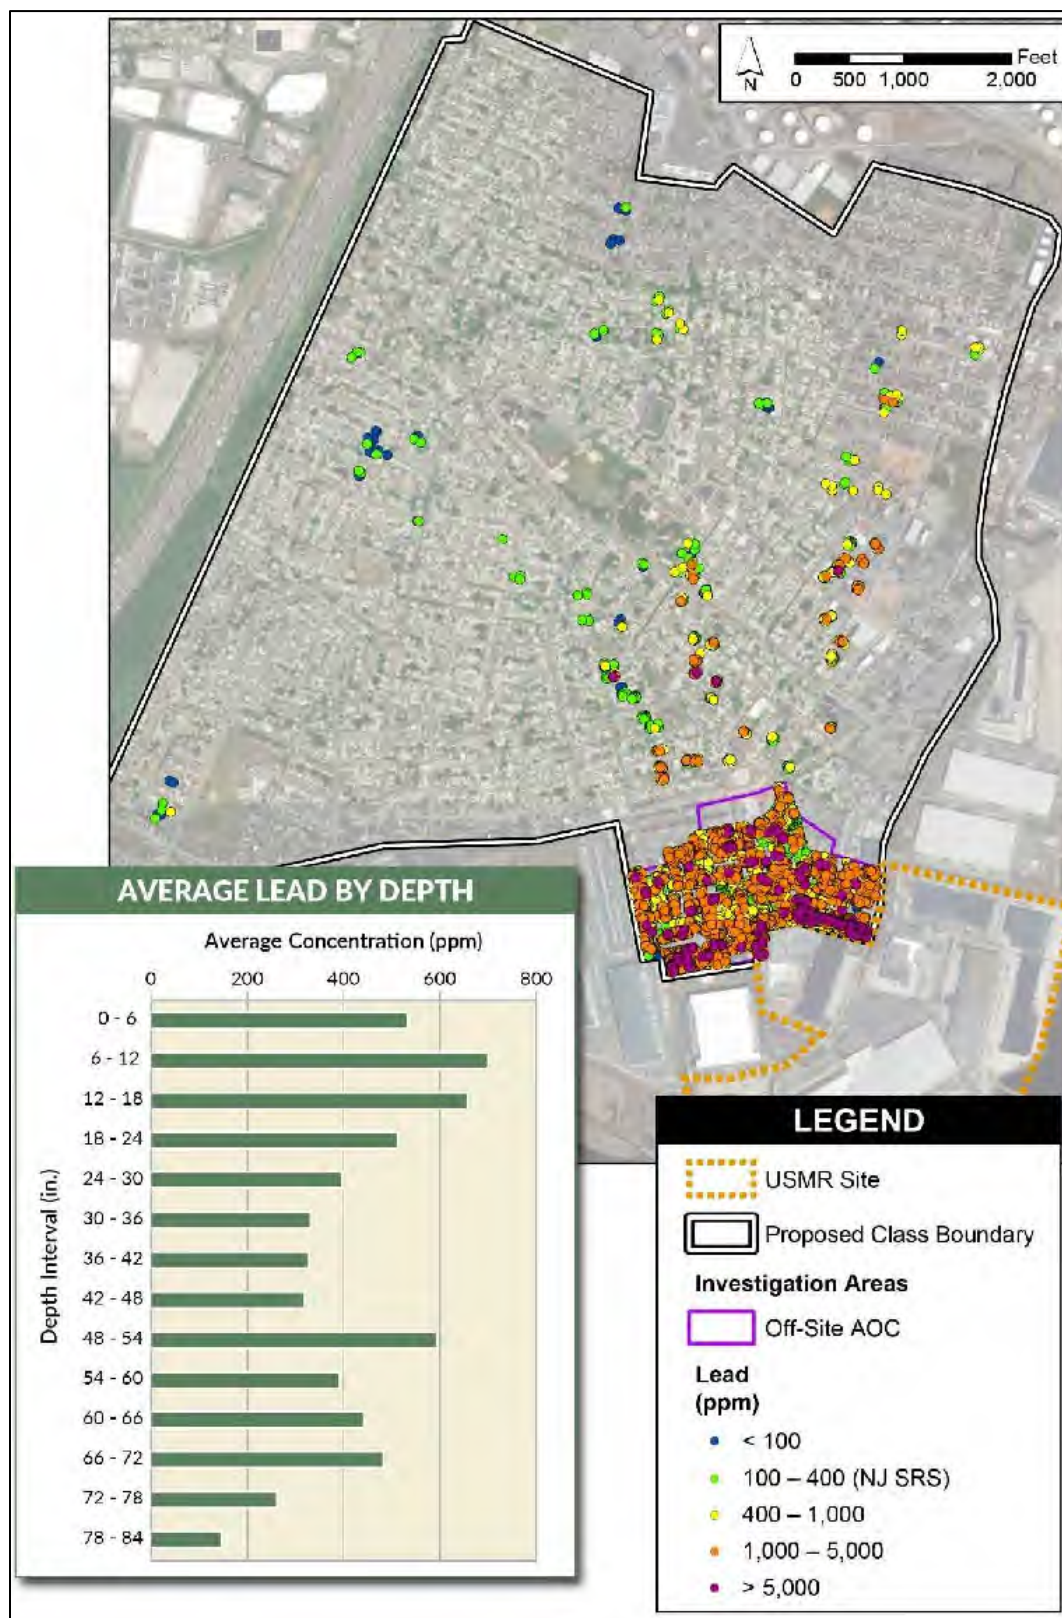 Feet
0 500 1,000 2,000
N
AVERAGE LEAD BY DEPTH
Average Concentration (ppm)
0 200 400 600 800
Depth Interval (in.)
0 - 6
6 - 12
12 - 18
18 - 24
24 - 30
30 - 36
36 - 42
42 - 48
48 - 54
54 - 60
60 - 66
66 - 72
72 - 78
78 - 84
LEGEND
USMR Site
Proposed Class Boundary
Investigation Areas
Off-Site AOC
Lead
(ppm)
< 100
100 – 400 (NJ SRS)
400 – 1,000
1,000 – 5,000
> 5,000